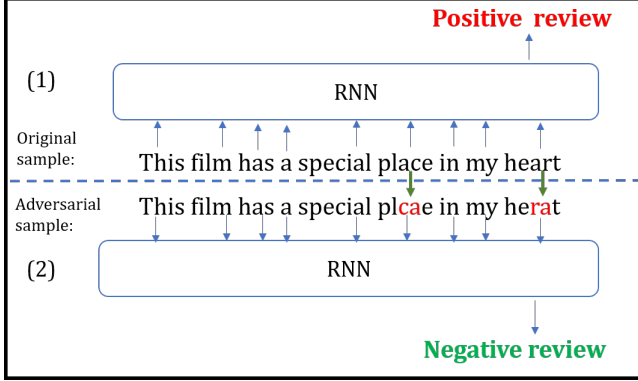 Positive review
(1)
RNN
Original
sample:
This film has a special place in my heart
Adversarial
sample:
This film has a special plcae in my herat
(2)
RNN
Negative review